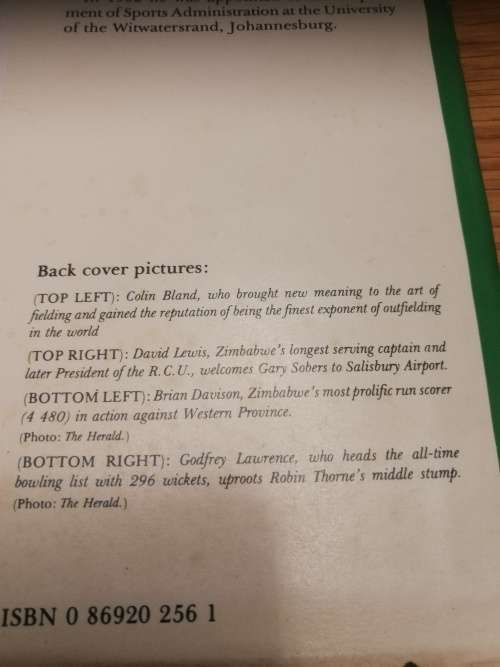 ment of Sports Administration at the University
of the Witwatersrand, Johannesburg.
Back cover pictures:
(TOP LEFT): Colin Bland, who brought new meaning to the art of
fielding and gained the reputation of being the finest exponent of outfielding
in the world
(TOP RIGHT): David Lewis, Zimbabwe's longest serving captain and
later President of the R.C.U., welcomes Gary Sobers to Salisbury Airport.
(BOTTOM LEFT): Brian Davison, Zimbabwe's most prolific run scorer
(4 480) in action against Western Province.
(Photo: The Herald.)
(BOTTOM RIGHT): Godfrey Lawrence, who heads the all-time
bowling list with 296 wickets, uproots Robin Thorne's middle stump.
(Photo: The Herald.)
ISBN 0 86920 256 1